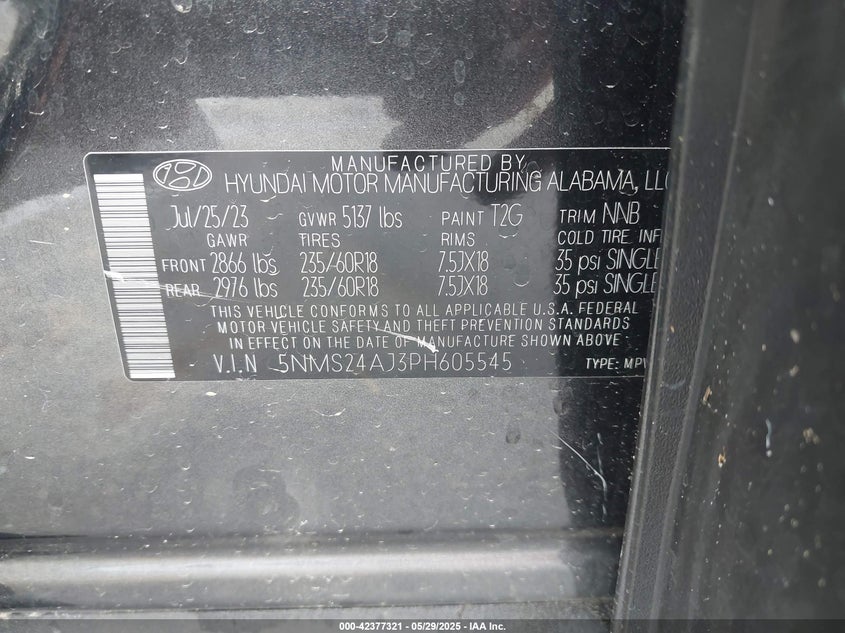 MANUFACTURED BY
HYUNDAI MOTOR MANUFACTURING ALABAMA, LLC
Jul/25/23 GVWR 5137 lbs PAINT T2G TRIM NNB
GAWR TIRES RIMS COLD TIRE INF
FRONT 2866 lbs 235/60R18 7.5JX18 35 psi SINGLE
REAR 2976 lbs 235/60R18 7.5JX18 35 psi SINGLE
THIS VEHICLE CONFORMS TO ALL APPLICABLE U.S.A. FEDERAL
MOTOR VEHICLE SAFETY AND THEFT PREVENTION STANDARDS
IN EFFECT ON THE DATE OF MANUFACTURE SHOWN ABOVE.
V.I.N 5NMS24AJ3PH605545 TYPE: MPV
000-42377321 - 05/29/2025 - IAA Inc.